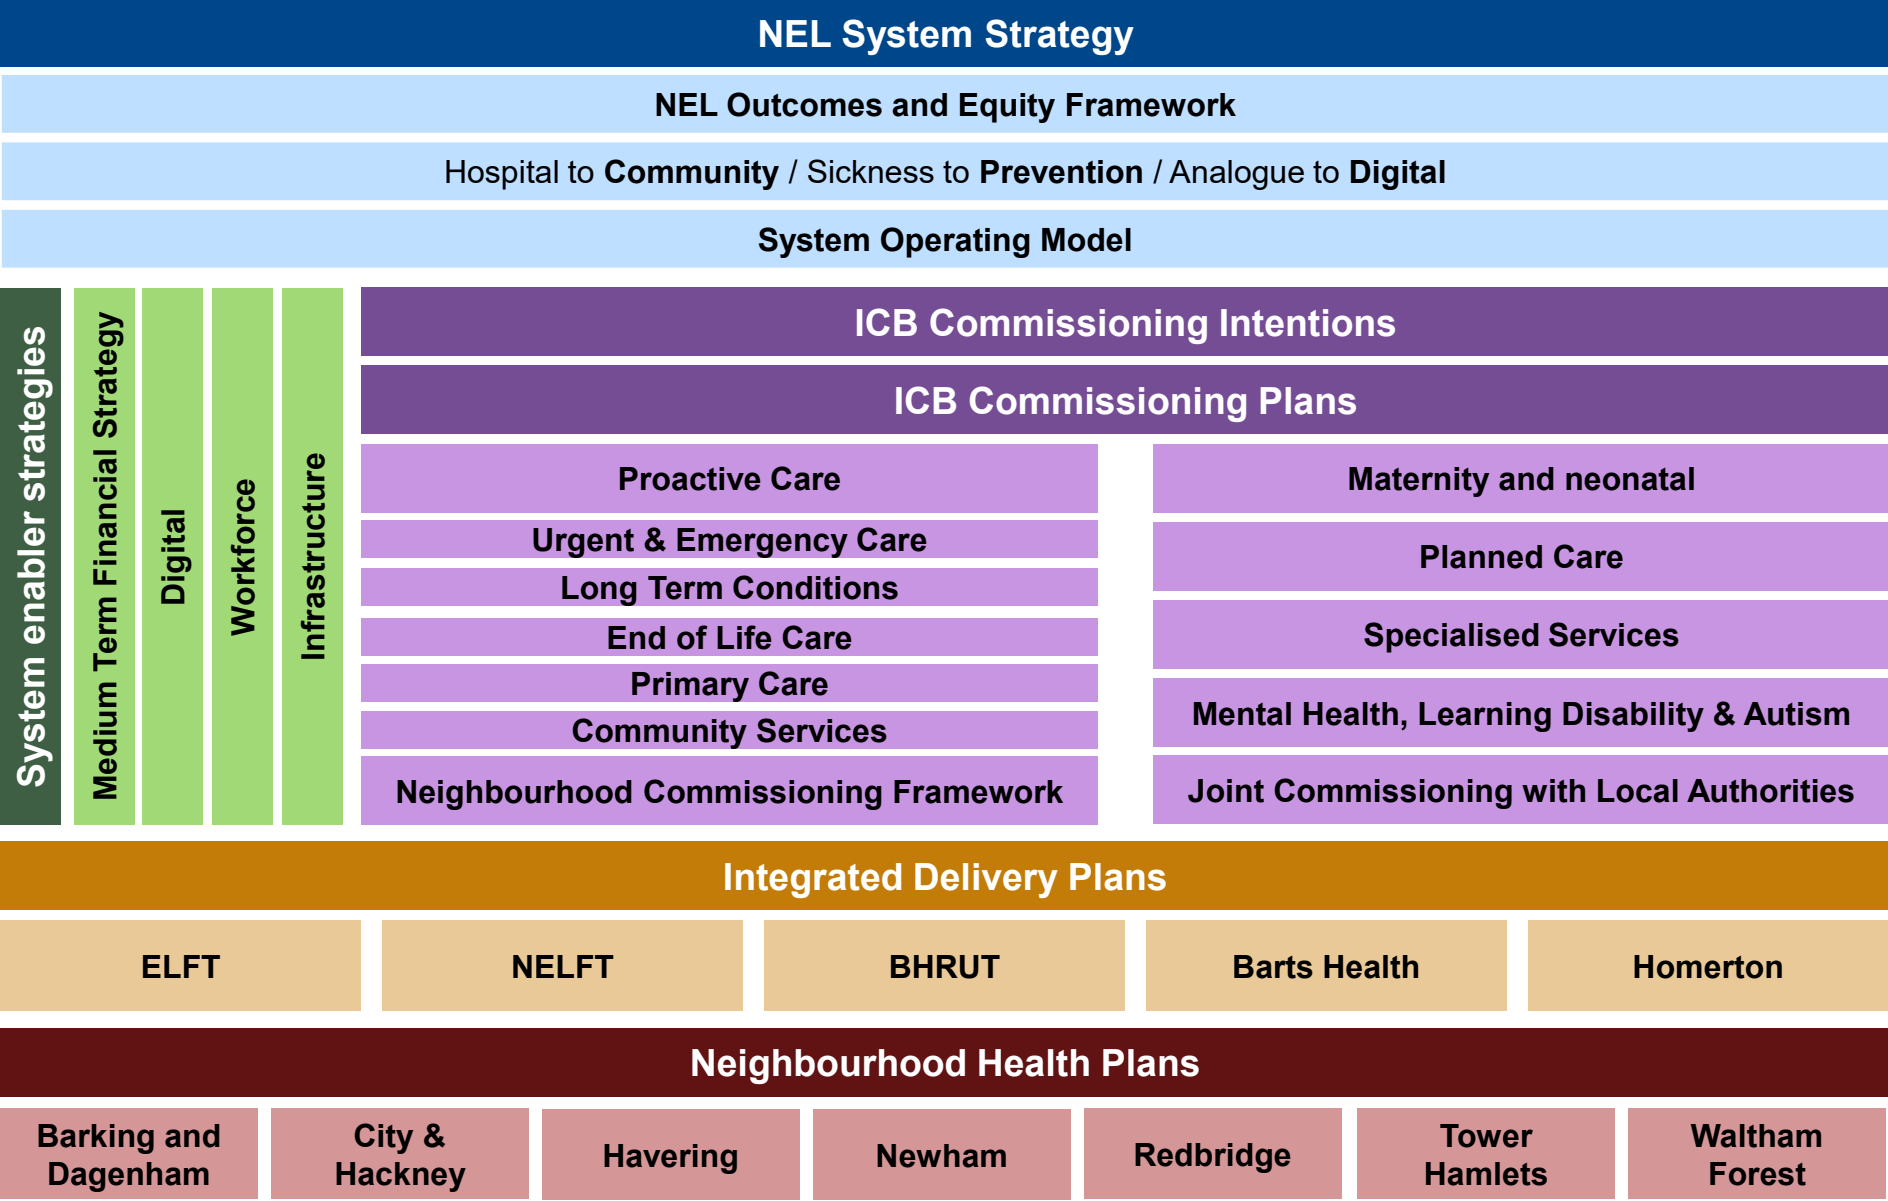 NEL System Strategy
NEL Outcomes and Equity Framework
Hospital to Community / Sickness to Prevention / Analogue to Digital
System Operating Model
System enabler strategies
Medium Term Financial Strategy
Digital
Workforce
Infrastructure
ICB Commissioning Intentions
ICB Commissioning Plans
Proactive Care
Urgent & Emergency Care
Long Term Conditions
End of Life Care
Primary Care
Community Services
Neighbourhood Commissioning Framework
Maternity and neonatal
Planned Care
Specialised Services
Mental Health, Learning Disability & Autism
Joint Commissioning with Local Authorities
Integrated Delivery Plans
ELFT
NELFT
BHRUT
Barts Health
Homerton
Neighbourhood Health Plans
Barking and
Dagenham
City &
Hackney
Havering
Newham
Redbridge
Tower
Hamlets
Waltham
Forest